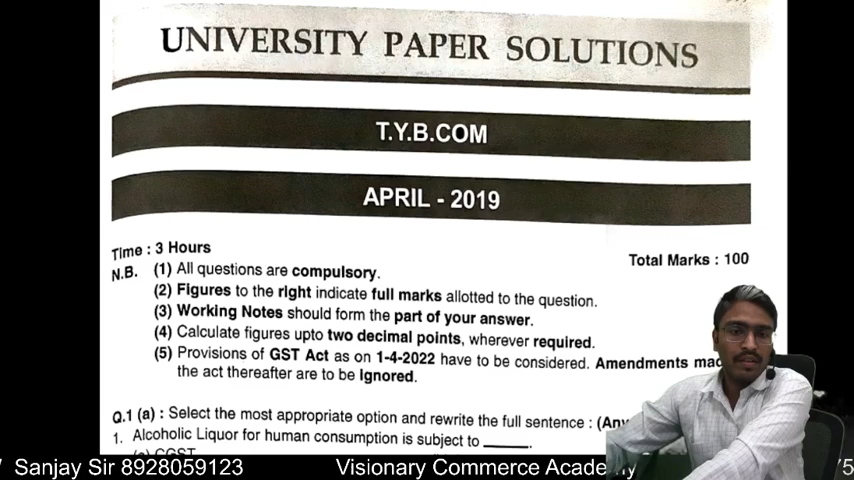 UNIVERSITY PAPER SOLUTIONS
T.Y.B.COM
APRIL - 2019
Time : 3 Hours
Total Marks : 100
N.B. (1) All questions are compulsory.
(2) Figures to the right indicate full marks allotted to the question.
(3) Working Notes should form the part of your answer.
(4) Calculate figures upto two decimal points, wherever required.
(5) Provisions of GST Act as on 1-4-2022 have to be considered. Amendments
the act thereafter are to be Ignored.
Q.1 (a) : Select the most appropriate option and rewrite the full sentence :
1. Alcoholic Liquor for human consumption is subject to ______.
(a) CGST
Sanjay Sir 8928059123 Visionary Commerce Academy